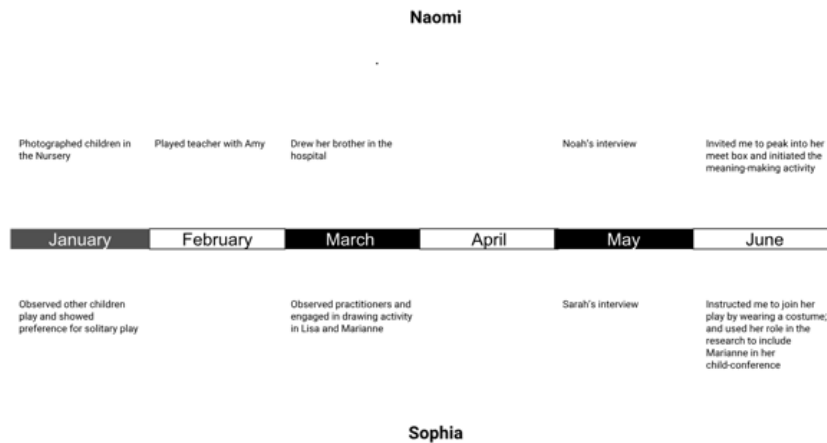 Naomi
Photographed children in
the Nursery
Played teacher with Amy
Drew her brother in the
hospital
Noah's interview
Invited me to peak into her
meet box and initiated the
meaning-making activity
January
February
March
April
May
June
Observed other children
play and showed
preference for solitary play
Observed practitioners and
engaged in drawing activity
in Lisa and Marianne
Sarah's interview
Instructed me to join her
play by wearing a costume;
and used her role in the
research to include
Marianne in her
child-conference
Sophia